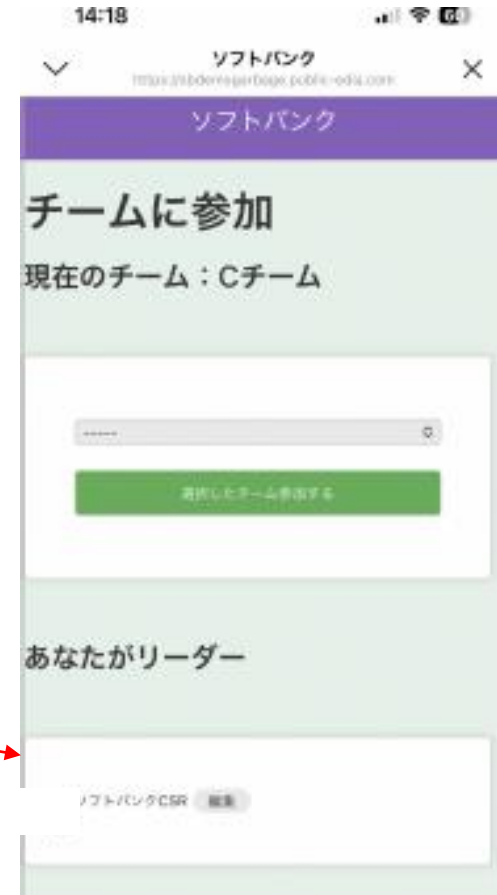 14:18
ソフトバンク
ソフトバンク
チームに参加
現在のチーム：Cチーム
-----
選択したチーム参加する
あなたがリーダー
ソフトバンクCSR 編集